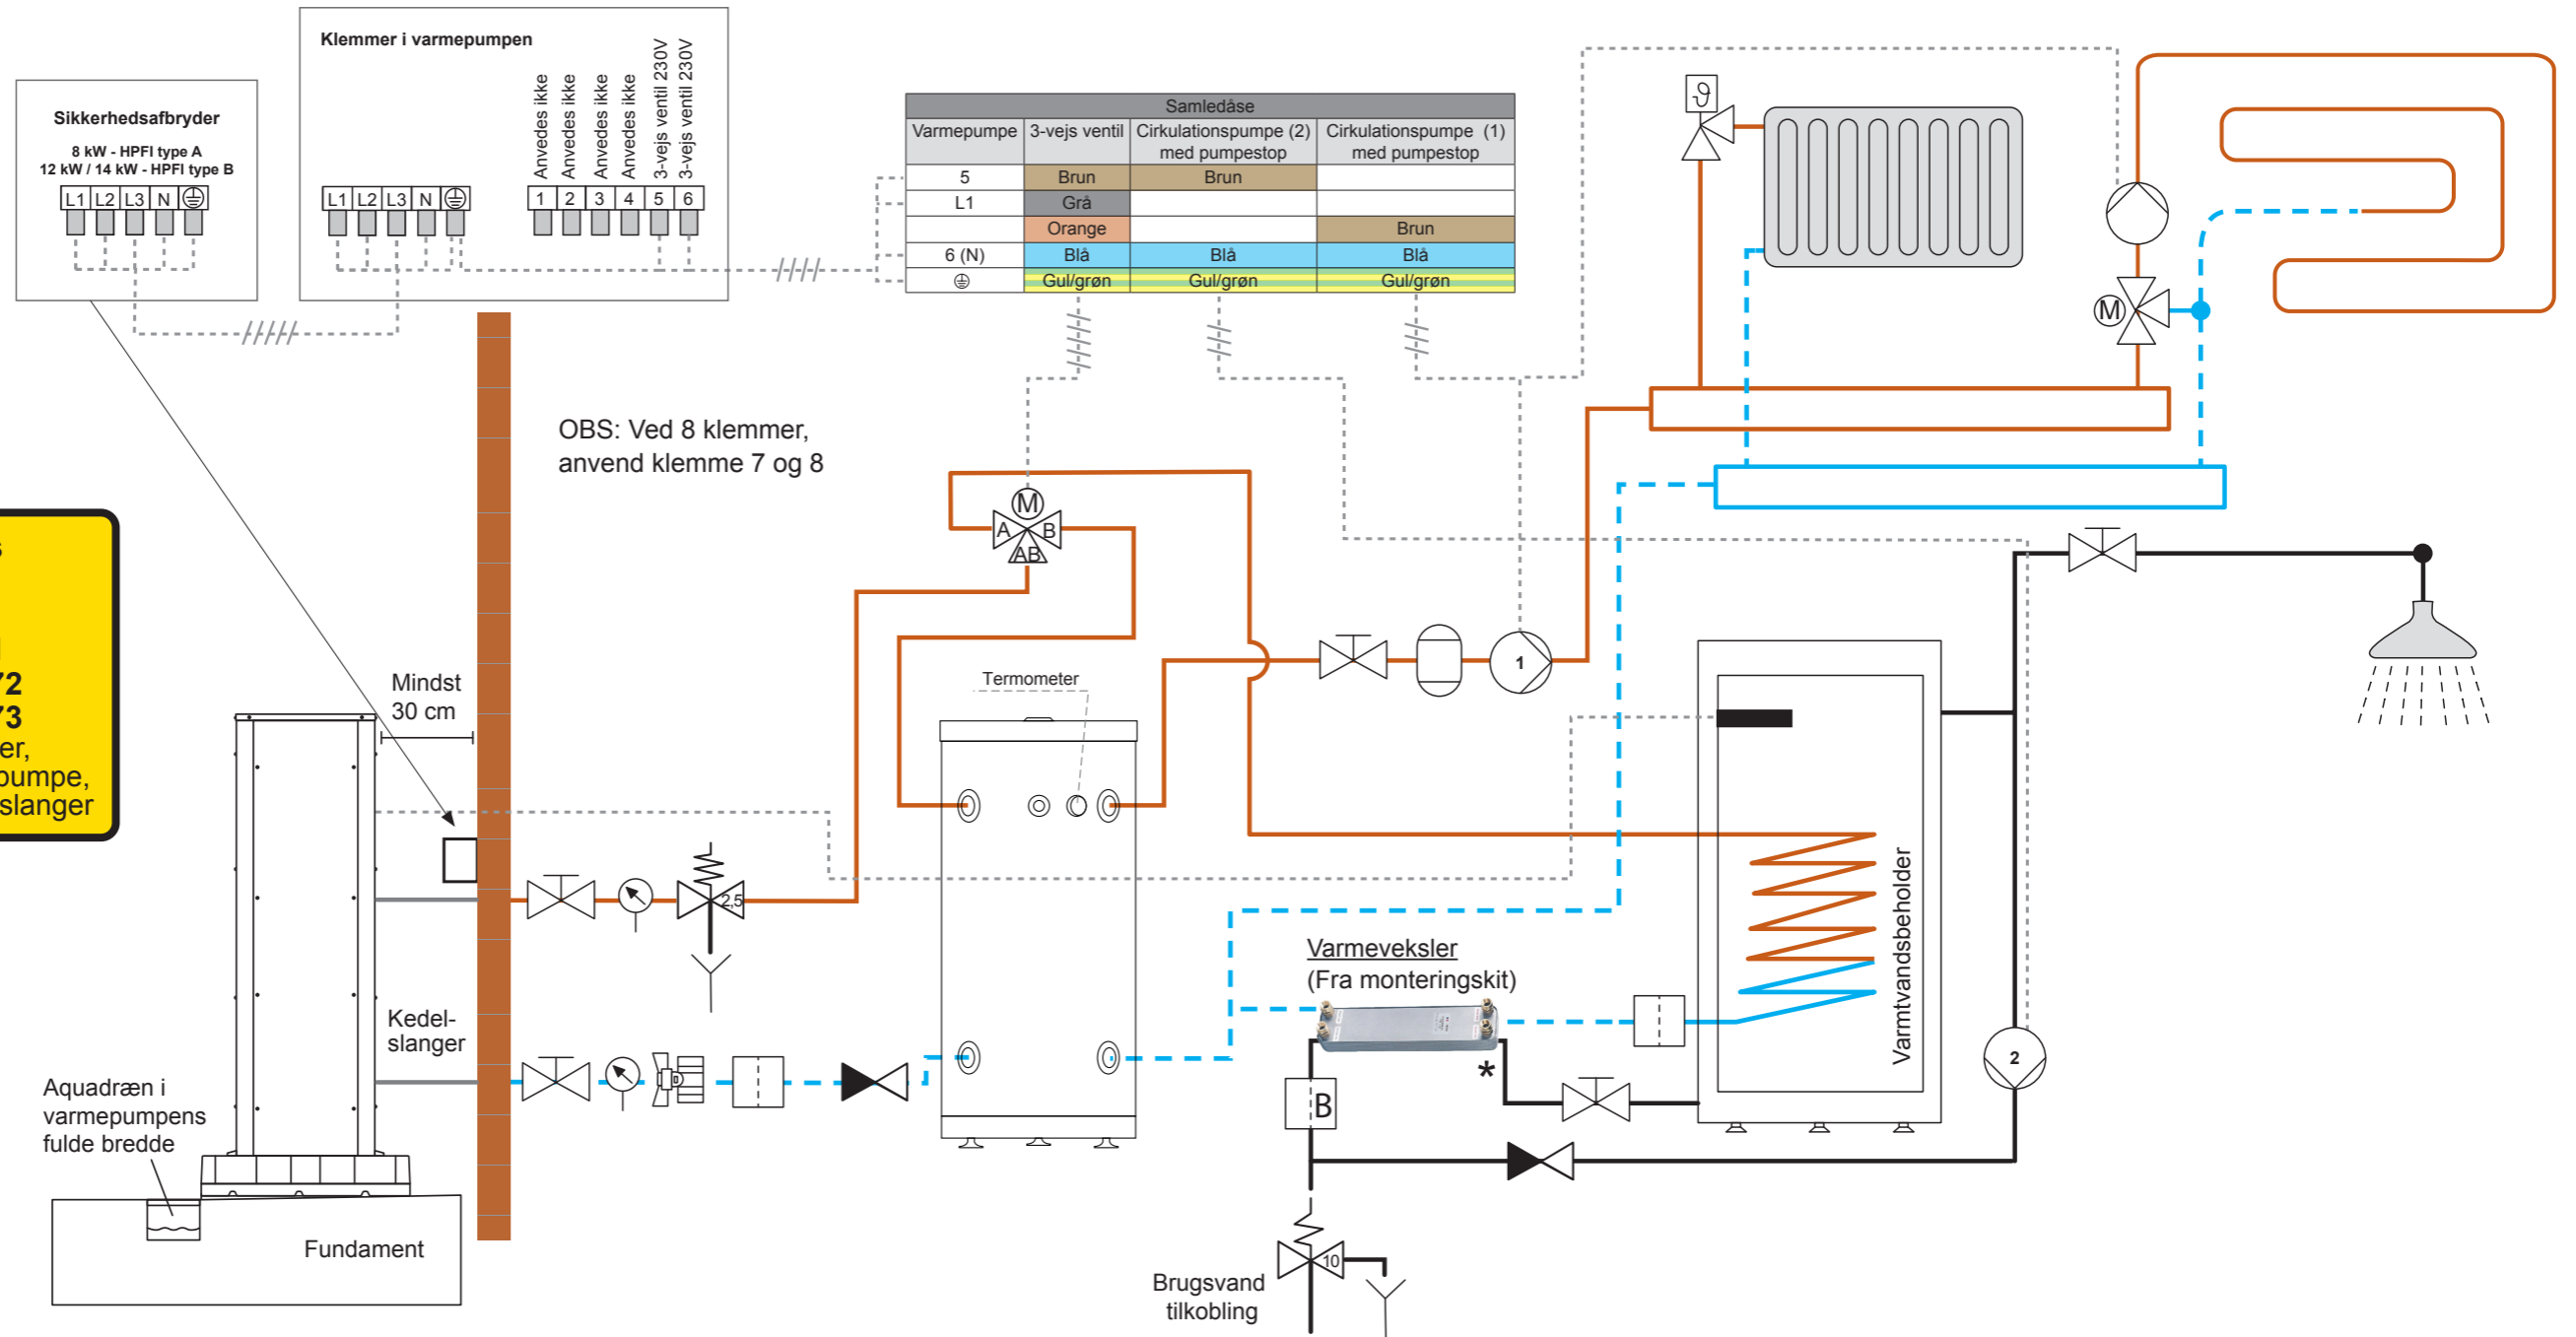 Klemmer i varmepumpen
Anvedes ikke
Anvedes ikke
Anvedes ikke
Anvedes ikke
3-vejs ventil 230V
3-vejs ventil 230V
L1 L2 L3 N
1 2 3 4 5 6
Sikkerhedsafbryder
8 kW - HPFI type A
12 kW / 14 kW - HPFI type B
L1 L2 L3 N
Samledåse
Varmepumpe 3-vejs ventil Cirkulationspumpe (2) Cirkulationspumpe (1)
med pumpestop med pumpestop
5 Brun Brun
L1 Grå
Orange Brun
6 (N) Blå Blå Blå
Gul/grøn Gul/grøn Gul/grøn
ϑ
M
OBS: Ved 8 klemmer,
anvend klemme 7 og 8
M
A B
AB
72
73
er,
pumpe,
slanger
Mindst
30 cm
Termometer
1
2,5
Varmtvandsbeholder
Varmeveksler
(Fra monteringskit)
*
B
2
Kedel-
slanger
Aquadræn i
varmepumpens
fulde bredde
Fundament
10
Brugsvand
tilkobling